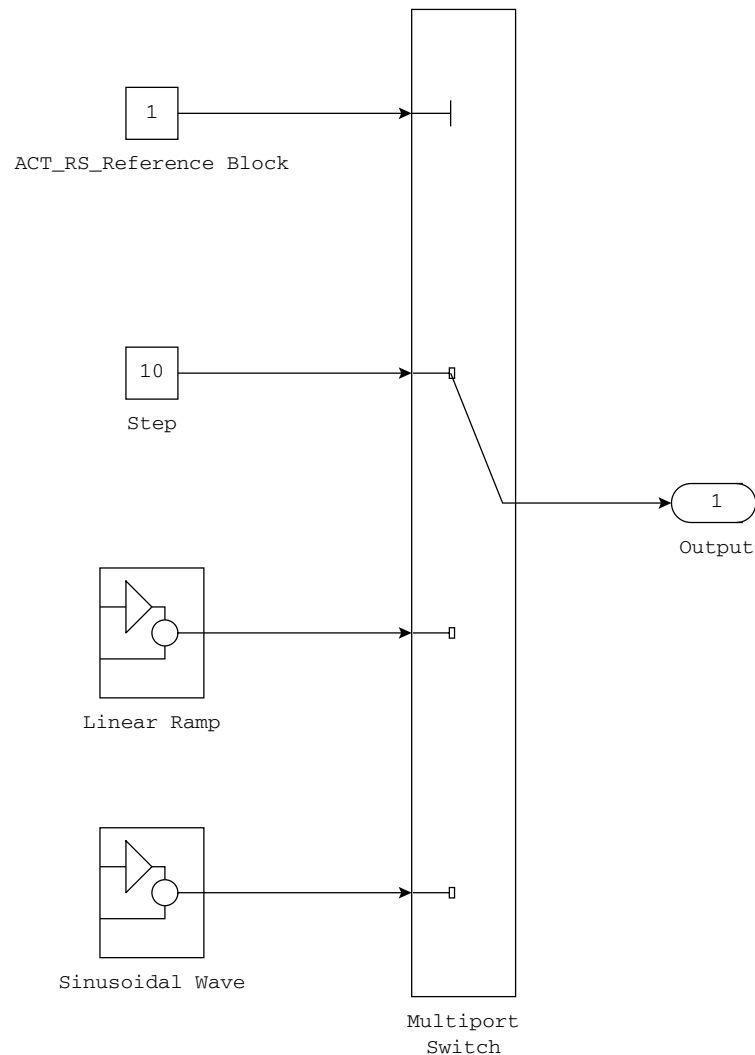 1
ACT_RS_Reference Block
10
Step
1
Output
Linear Ramp
Sinusoidal Wave
Multiport
Switch